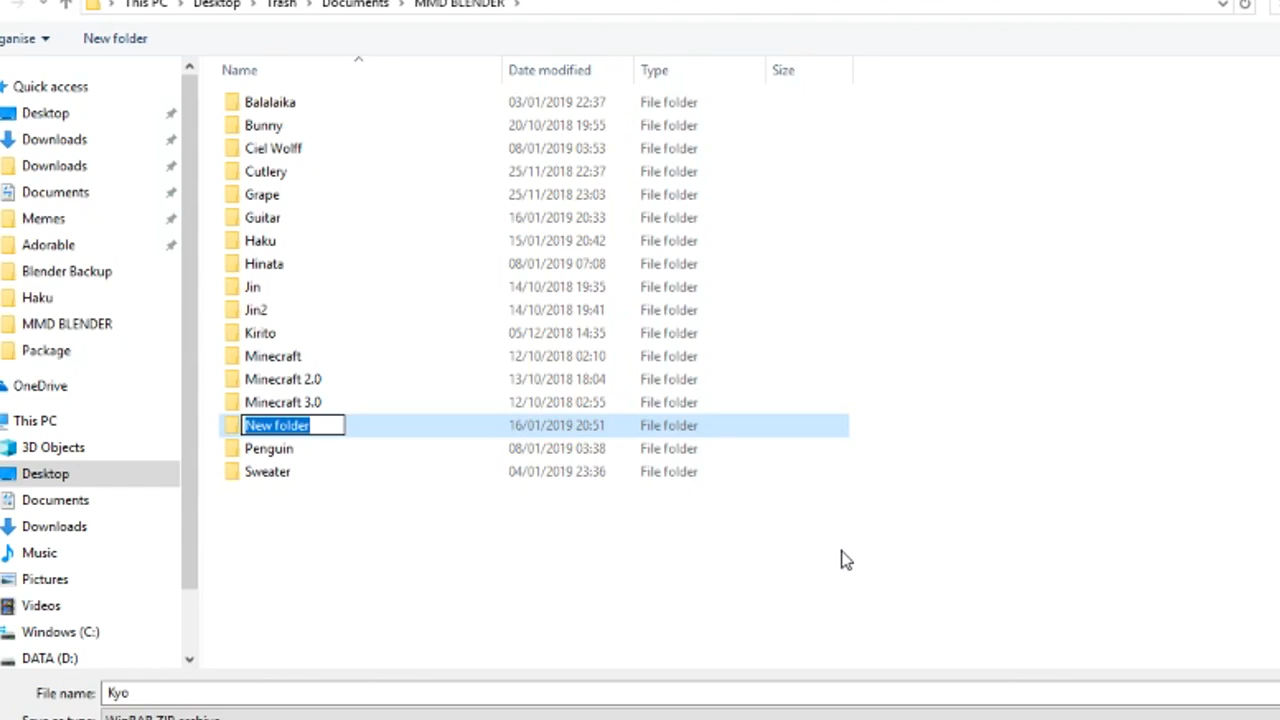 This PC > Desktop > Trash > Documents > MMD BLENDER >
ganise New folder
Name Date modified Type Size
Quick access
Desktop
Downloads
Downloads
Documents
Memes
Adorable
Blender Backup
Haku
MMD BLENDER
Package
OneDrive
This PC
3D Objects
Desktop
Documents
Downloads
Music
Pictures
Videos
Windows (C:)
DATA (D:)
Balalaika 03/01/2019 22:37 File folder
Bunny 20/10/2018 19:55 File folder
Ciel Wolff 08/01/2019 03:53 File folder
Cutlery 25/11/2018 22:37 File folder
Grape 25/11/2018 23:03 File folder
Guitar 16/01/2019 20:33 File folder
Haku 15/01/2019 20:42 File folder
Hinata 08/01/2019 07:08 File folder
Jin 14/10/2018 19:35 File folder
Jin2 14/10/2018 19:41 File folder
Kirito 05/12/2018 14:35 File folder
Minecraft 12/10/2018 02:10 File folder
Minecraft 2.0 13/10/2018 18:04 File folder
Minecraft 3.0 12/10/2018 02:55 File folder
New folder 16/01/2019 20:51 File folder
Penguin 08/01/2019 03:38 File folder
Sweater 04/01/2019 23:36 File folder
File name: Kyo
Save as type: WinRAR ZIP archive